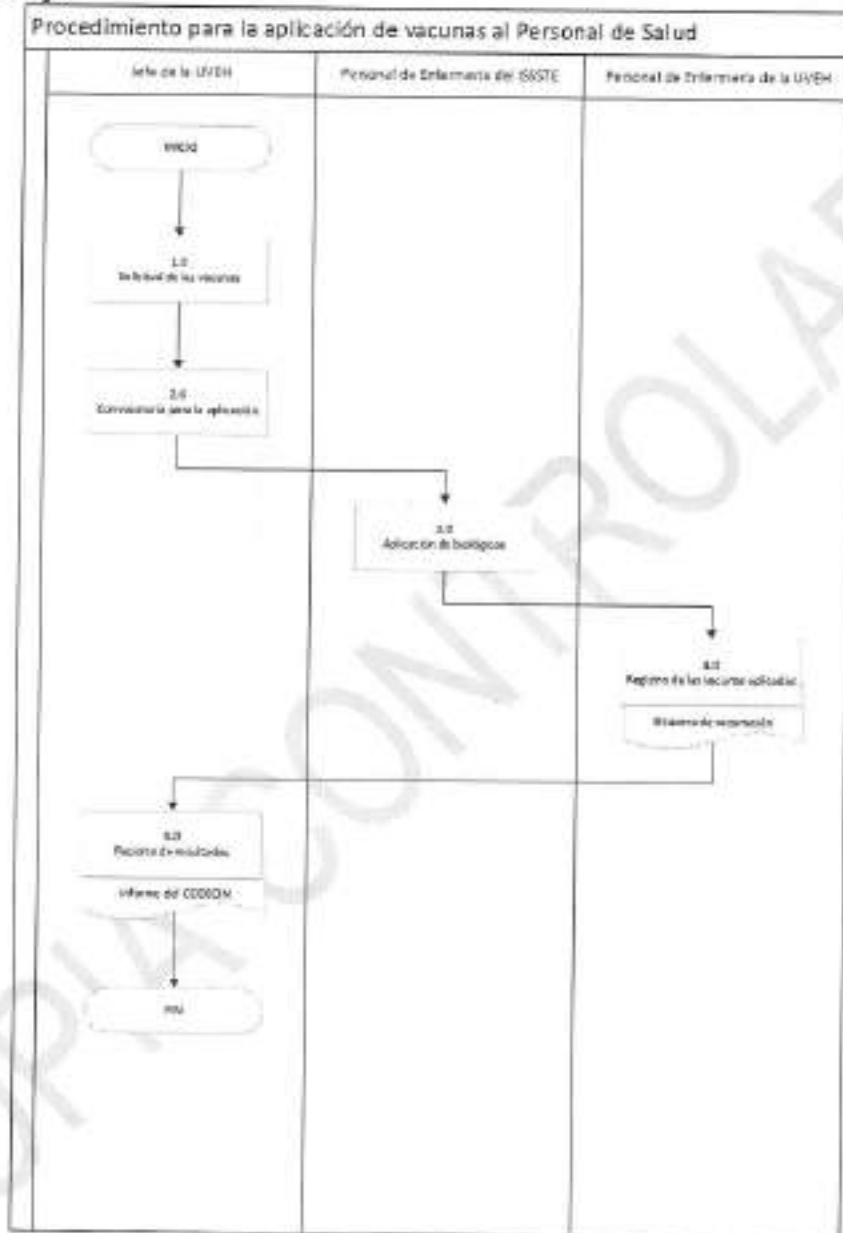 Procedimiento para la aplicación de vacunas al Personal de Salud
Jefe de la UVEH
Personal de Enfermería del ISSSTE
Personal de Enfermería de la UVEH
INICIO
1.0
Solicitud de las vacunas
2.0
Convocatoria para la aplicación
3.0
Aplicación de biológicos
4.0
Registro de las vacunas aplicadas
de vacunación
5.0
Reporte de resultados
Informe del CODECIN
FIN
COPIA CONTROLADA